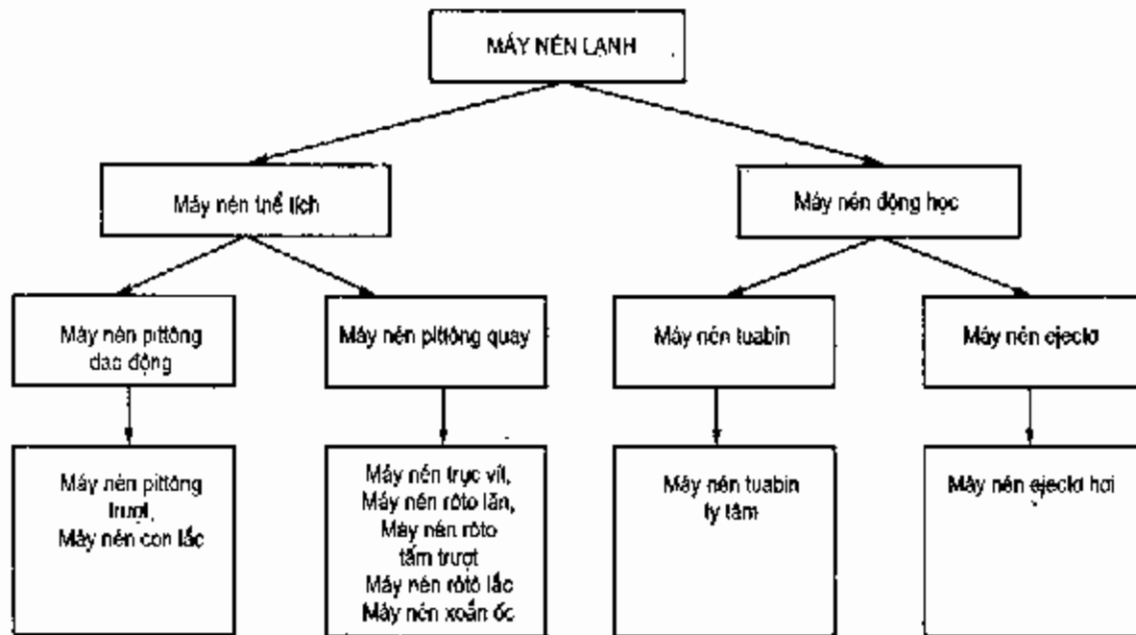 MÁY NÉN LẠNH
Máy nén thể tích
Máy nén động học
Máy nén pittông
dao động
Máy nén pittông quay
Máy nén tuabin
Máy nén ejectơ
Máy nén pittông
trượt,
Máy nén con lắc
Máy nén trục vít,
Máy nén rôto lăn,
Máy nén rôto
tấm trượt
Máy nén rôtô lắc
Máy nén xoắn ốc
Máy nén tuabin
ly tâm
Máy nén ejectơ hơi